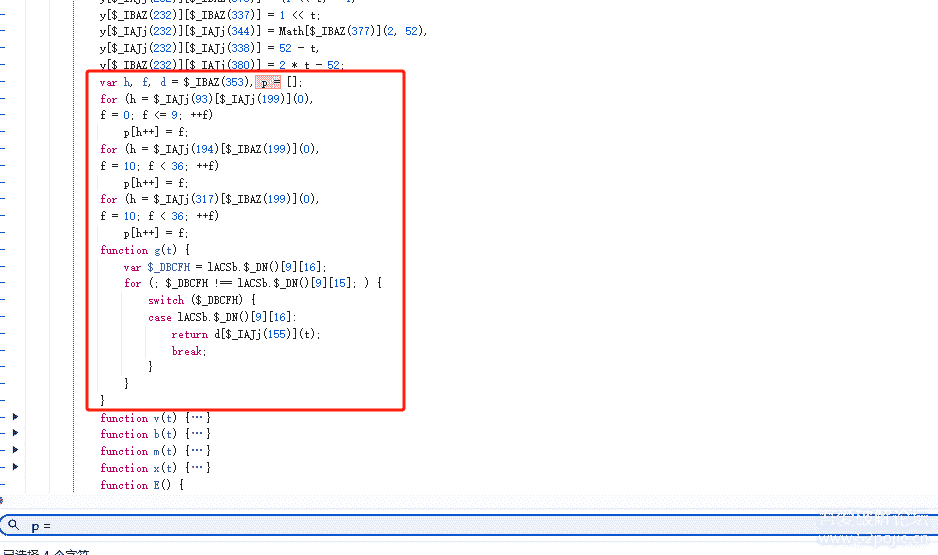 y[$_IBAZ(232)][$_IBAZ(337)] = 1 << t,
y[$_IAJj(232)][$_IAJj(344)] = Math[$_IBAZ(377)](2, 52),
y[$_IAJj(232)][$_IAJj(338)] = 52 - t,
y[$_IBAZ(232)][$_IAJj(380)] = 2 * t - 52;
var h, f, d = $_IBAZ(353), p = [];
for (h = $_IAJj(93)[$_IAJj(199)](0),
f = 0; f <= 9; ++f)
p[h++] = f;
for (h = $_IAJj(194)[$_IBAZ(199)](0),
f = 10; f < 36; ++f)
p[h++] = f;
for (h = $_IAJj(317)[$_IBAZ(199)](0),
f = 10; f < 36; ++f)
p[h++] = f;
function g(t) {
var $_DBCFH = lACSb.$_DN()[9][16];
for (; $_DBCFH !== lACSb.$_DN()[9][15]; ) {
switch ($_DBCFH) {
case lACSb.$_DN()[9][16]:
return d[$_IAJj(155)](t);
break;
}
}
}
function v(t) {…}
function b(t) {…}
function m(t) {…}
function x(t) {…}
function E() {
p =